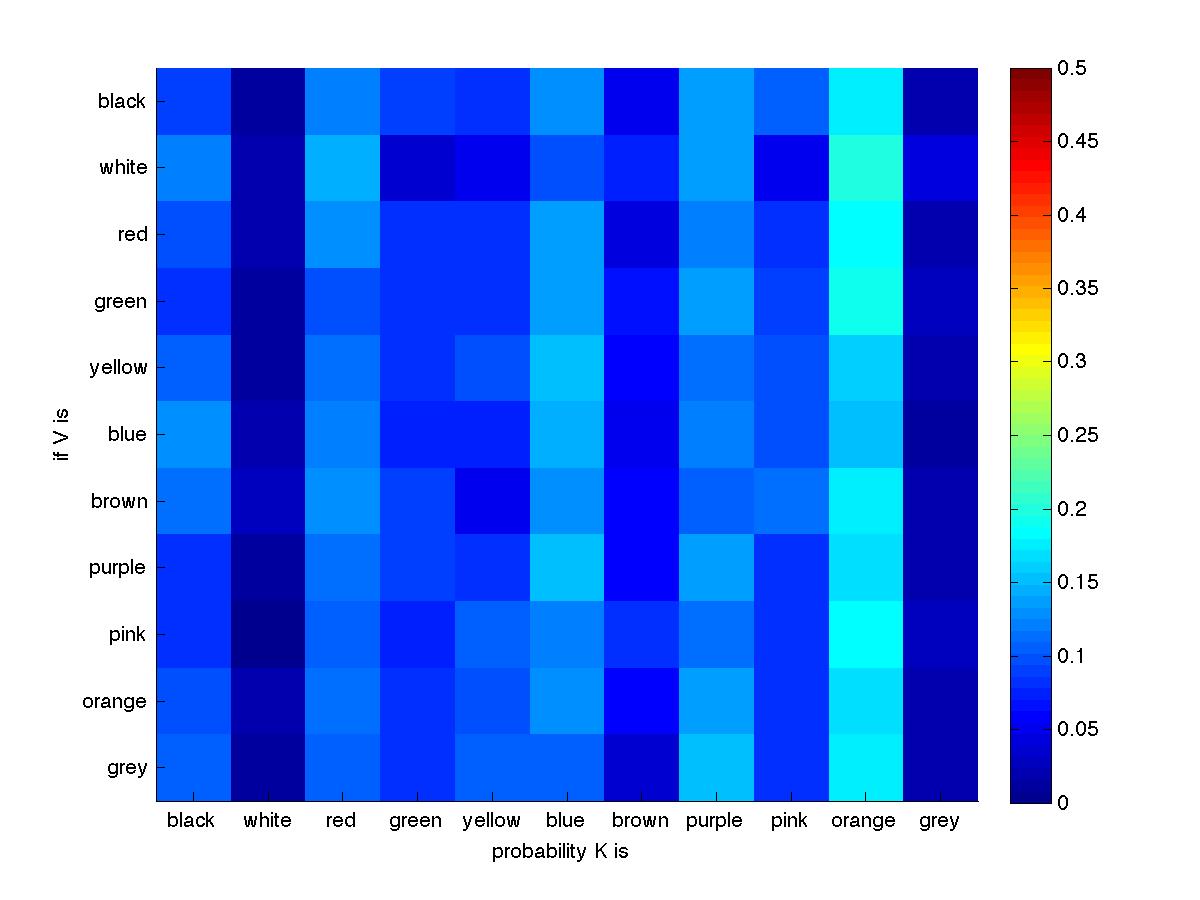 0.5
black
0.45
white
0.4
red
0.35
green
0.3
yellow
0.25
if V is
blue
0.2
brown
0.15
purple
0.1
pink
0.05
orange
grey
0
black white red green yellow blue brown purple pink orange grey
probability K is